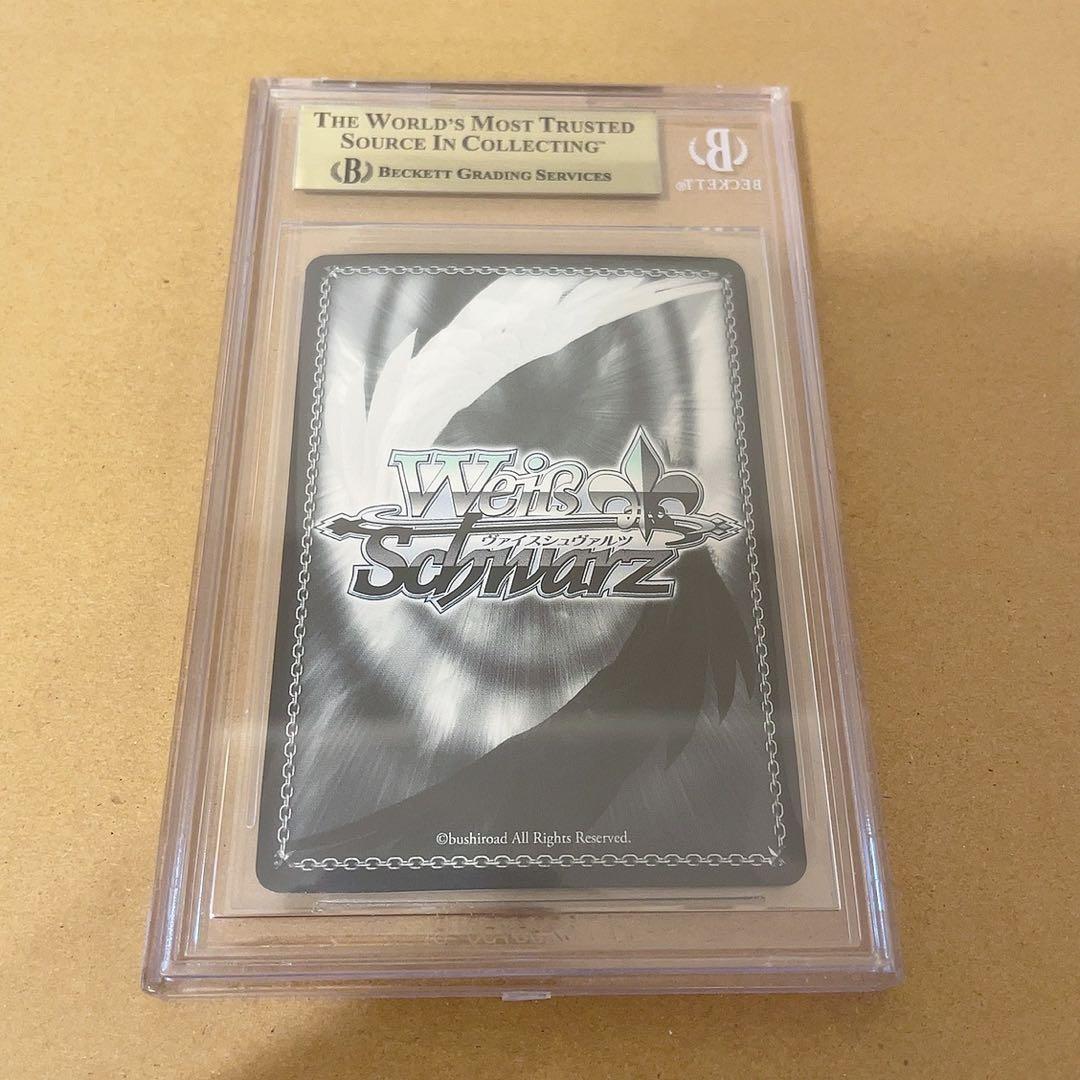 THE WORLD'S MOST TRUSTED
SOURCE IN COLLECTING™
B BECKETT GRADING SERVICES
B
BECKETT®
Weiß
ヴァイスシュヴァルツ
Schwarz
©bushiroad All Rights Reserved.